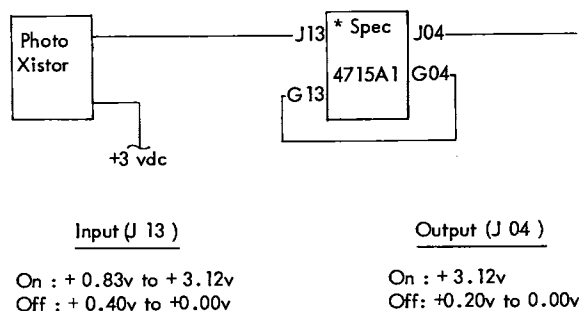 Photo
Xistor
+3 vdc
J13
* Spec
J04
4715A1
G04
G13
Input (J 13 )
On : + 0.83v to + 3.12v
Off : + 0.40v to +0.00v
Output (J 04 )
On : + 3.12v
Off: +0.20v to 0.00v